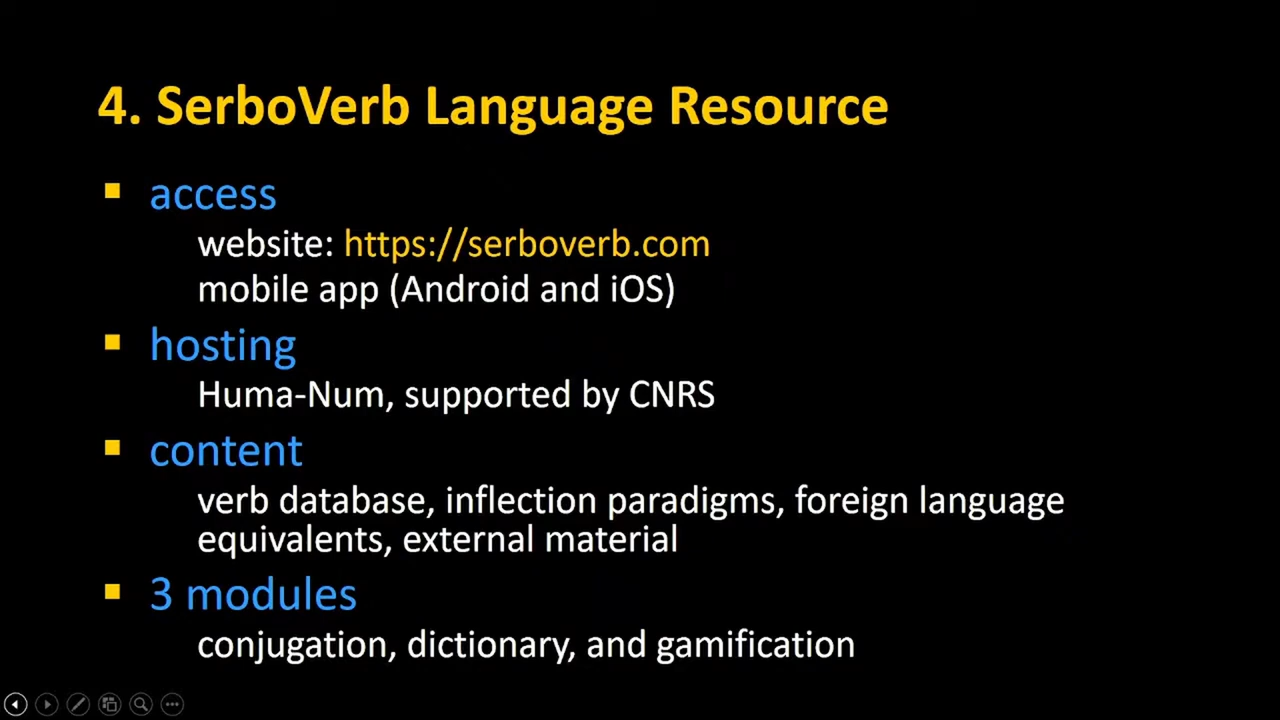 4. SerboVerb Language Resource
access
website: https://serboverb.com
mobile app (Android and iOS)
hosting
Huma-Num, supported by CNRS
content
verb database, inflection paradigms, foreign language
equivalents, external material
3 modules
conjugation, dictionary, and gamification